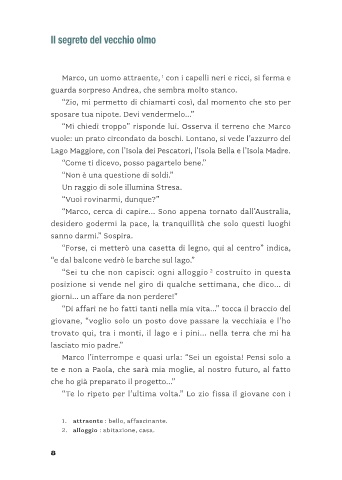 Il segreto del vecchio olmo
Marco, un uomo attraente,¹ con i capelli neri e ricci, si ferma e
guarda sorpreso Andrea, che sembra molto stanco.
“Zio, mi permetto di chiamarti così, dal momento che sto per
sposare tua nipote. Devi vendermelo...”
“Mi chiedi troppo” risponde lui. Osserva il terreno che Marco
vuole: un prato circondato da boschi. Lontano, si vede l’azzurro del
Lago Maggiore, con l’Isola dei Pescatori, l’Isola Bella e l’Isola Madre.
“Come ti dicevo, posso pagartelo bene.”
“Non è una questione di soldi.”
Un raggio di sole illumina Stresa.
“Vuoi rovinarmi, dunque?”
“Marco, cerca di capire... Sono appena tornato dall’Australia,
desidero godermi la pace, la tranquillità che solo questi luoghi
sanno darmi.” Sospira.
“Forse, ci metterò una casetta di legno, qui al centro” indica,
“e dal balcone vedrò le barche sul lago.”
“Sei tu che non capisci: ogni alloggio² costruito in questa
posizione si vende nel giro di qualche settimana, che dico... di
giorni... un affare da non perdere!”
“Di affari ne ho fatti tanti nella mia vita...” tocca il braccio del
giovane, “voglio solo un posto dove passare la vecchiaia e l’ho
trovato qui, tra i monti, il lago e i pini... nella terra che mi ha
lasciato mio padre.”
Marco l’interrompe e quasi urla: “Sei un egoista! Pensi solo a
te e non a Paola, che sarà mia moglie, al nostro futuro, al fatto
che ho già preparato il progetto...”
“Te lo ripeto per l’ultima volta.” Lo zio fissa il giovane con i
1. attraente : bello, affascinante.
2. alloggio : abitazione, casa.
8